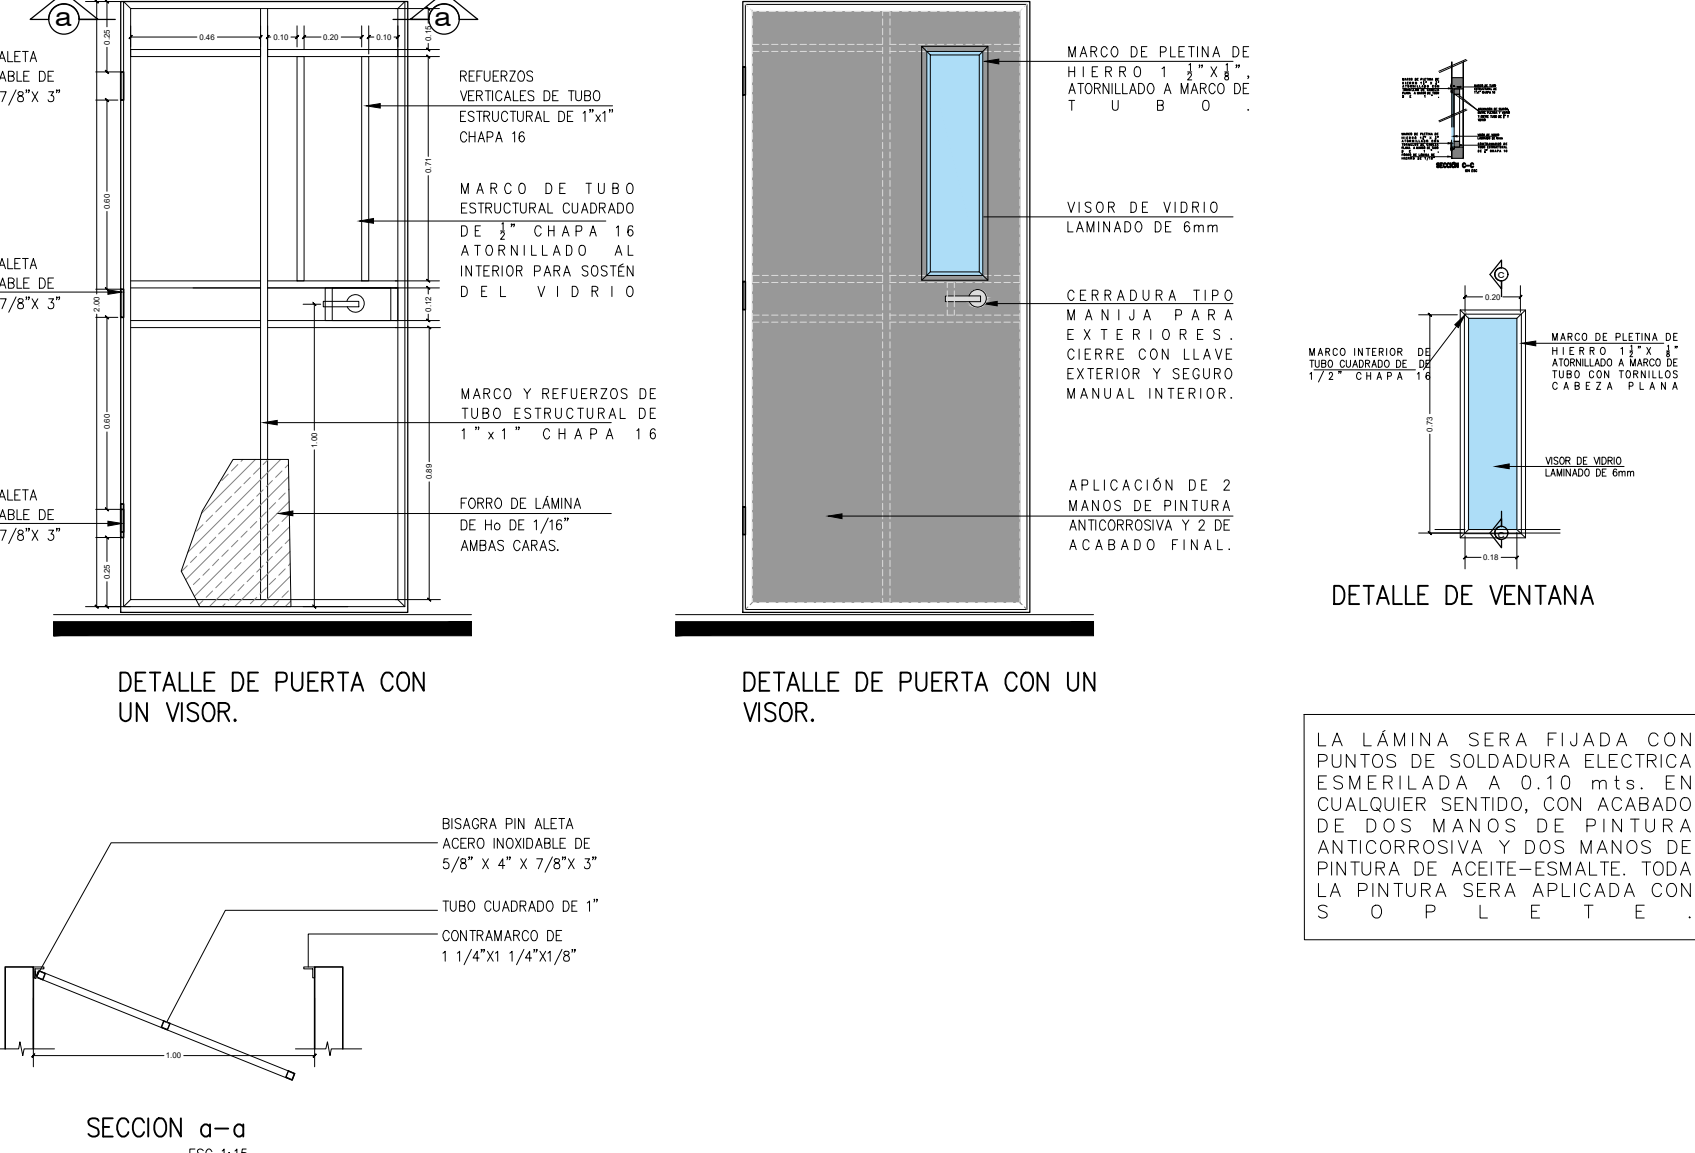 a
a
0.25
0.46
0.10
0.20
0.10
0.15
ALETA
ABLE DE
7/8"X 3"
REFUERZOS
VERTICALES DE TUBO
ESTRUCTURAL DE 1"x1"
CHAPA 16
0.60
0.71
MARCO DE TUBO
ESTRUCTURAL CUADRADO
DE 1/2" CHAPA 16
ATORNILLADO AL
INTERIOR PARA SOSTÉN
DEL VIDRIO
ALETA
ABLE DE
7/8"X 3"
2.00
0.12
0.60
1.00
0.89
MARCO Y REFUERZOS DE
TUBO ESTRUCTURAL DE
1"x1" CHAPA 16
ALETA
ABLE DE
7/8"X 3"
FORRO DE LÁMINA
DE Ho DE 1/16"
AMBAS CARAS.
0.25
DETALLE DE PUERTA CON
UN VISOR.
MARCO DE PLETINA DE
HIERRO 1 1/2"X1/8",
ATORNILLADO A MARCO DE
TUBO.
VISOR DE VIDRIO
LAMINADO DE 6mm
CERRADURA TIPO
MANIJA PARA
EXTERIORES.
CIERRE CON LLAVE
EXTERIOR Y SEGURO
MANUAL INTERIOR.
APLICACIÓN DE 2
MANOS DE PINTURA
ANTICORROSIVA Y 2 DE
ACABADO FINAL.
DETALLE DE PUERTA CON UN
VISOR.
SECCIÓN C-C
C
0.20
MARCO INTERIOR DE
TUBO CUADRADO DE DE
1/2" CHAPA 16
MARCO DE PLETINA DE
HIERRO 1 1/2"X 1/8"
ATORNILLADO A MARCO DE
TUBO CON TORNILLOS
CABEZA PLANA
0.73
VISOR DE VIDRIO
LAMINADO DE 6mm
C
0.18
DETALLE DE VENTANA
LA LÁMINA SERA FIJADA CON
PUNTOS DE SOLDADURA ELECTRICA
ESMERILADA A 0.10 mts. EN
CUALQUIER SENTIDO, CON ACABADO
DE DOS MANOS DE PINTURA
ANTICORROSIVA Y DOS MANOS DE
PINTURA DE ACEITE-ESMALTE. TODA
LA PINTURA SERA APLICADA CON
SOPLETE.
BISAGRA PIN ALETA
ACERO INOXIDABLE DE
5/8" X 4" X 7/8"X 3"
TUBO CUADRADO DE 1"
CONTRAMARCO DE
1 1/4"X1 1/4"X1/8"
1.00
SECCION a-a
ESC 1:15